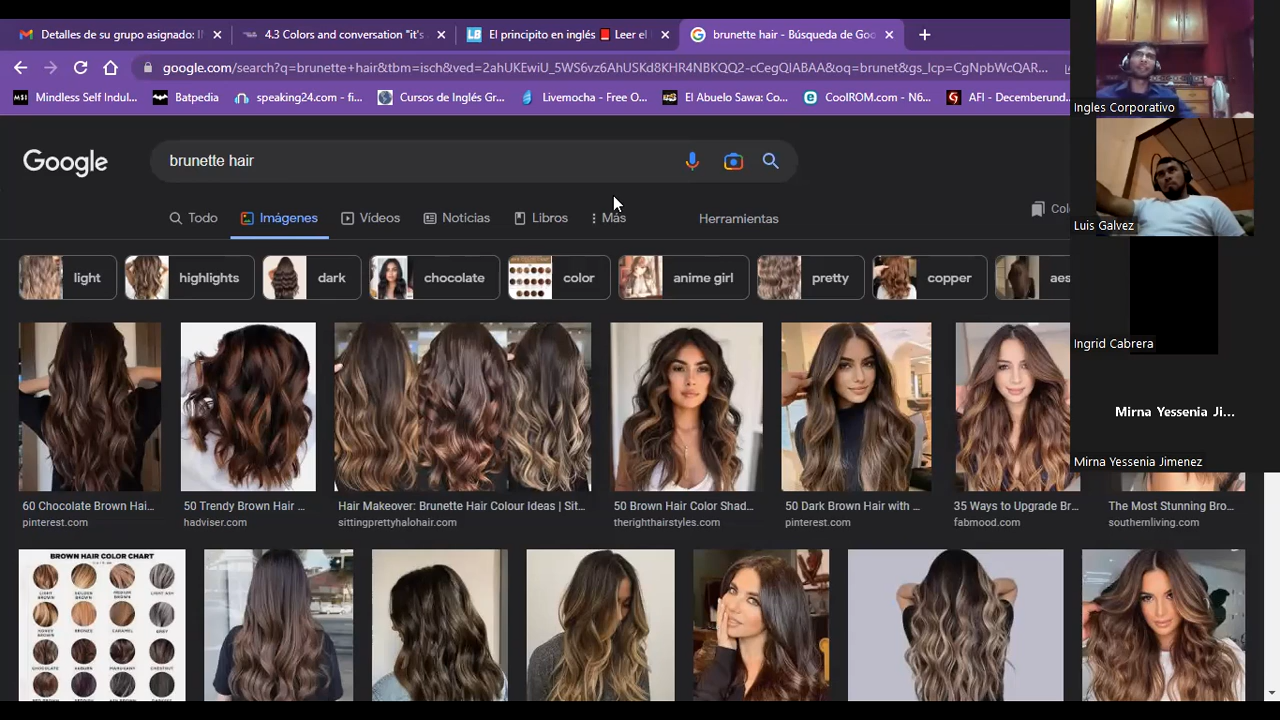 Detalles de su grupo asignado: I
4.3 Colors and conversation "it's
El principito en inglés 📕 Leer el
brunette hair - Búsqueda de Goo
google.com/search?q=brunette+hair&tbm=isch&ved=2ahUKEwiU_5WS6vz6AhUSKd8KHR4NBKQQ2-cCegQIABAA&oq=brunet&gs_lcp=CgNpbWcQAR...
Mindless Self Indul...
Batpedia
speaking24.com - fi...
Cursos de Inglés Gr...
Livemocha - Free O...
El Abuelo Sawa: Co...
CoolROM.com - N6...
AFI - Decemberund...
Google
brunette hair
Todo
Imágenes
Vídeos
Noticias
Libros
Más
Herramientas
light
highlights
dark
chocolate
color
anime girl
pretty
copper
60 Chocolate Brown Hai...
pinterest.com
50 Trendy Brown Hair ...
hadviser.com
Hair Makeover: Brunette Hair Colour Ideas | Sit...
sittingprettyhalohair.com
50 Brown Hair Color Shad...
therighthairstyles.com
50 Dark Brown Hair with ...
pinterest.com
35 Ways to Upgrade Br...
fabmood.com
The Most Stunning Bro...
southernliving.com
BROWN HAIR COLOR CHART
Ingles Corporativo
Luis Galvez
Ingrid Cabrera
Mirna Yessenia Ji...
Mirna Yessenia Jimenez